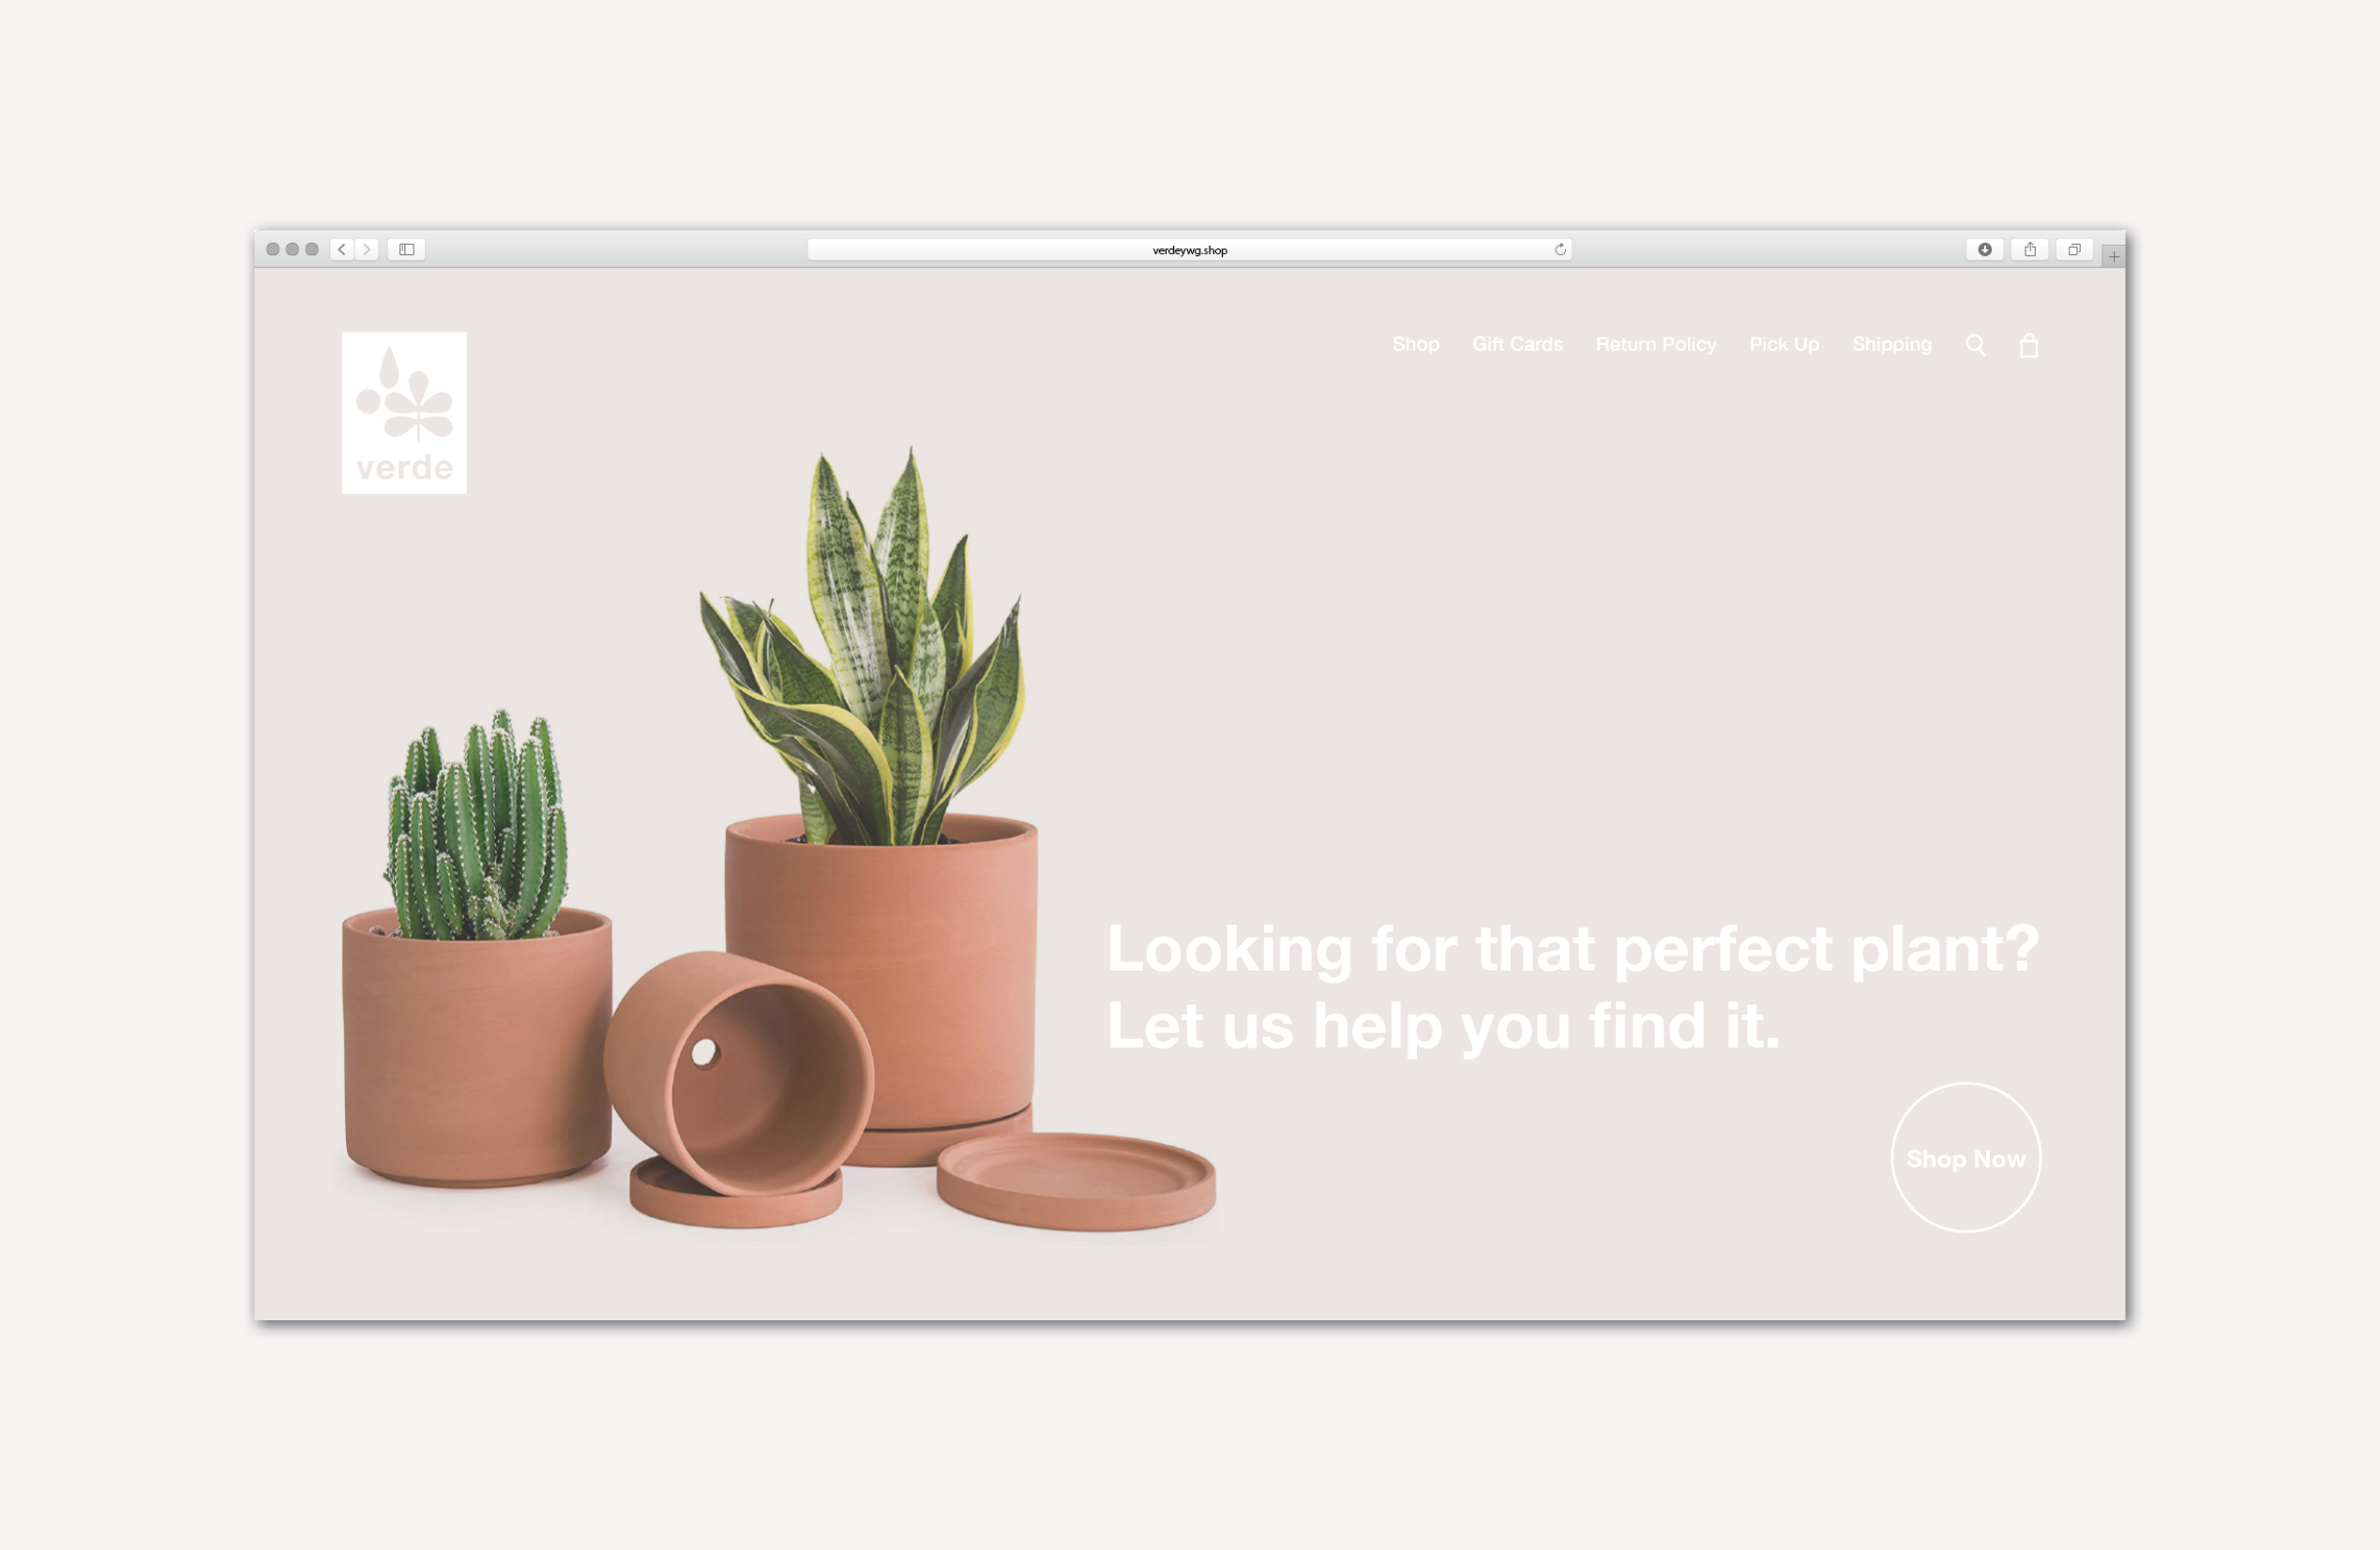 verdeywg.shop
verde
Shop Gift Cards Return Policy Pick Up Shipping
Looking for that perfect plant?
Let us help you find it.
Shop Now